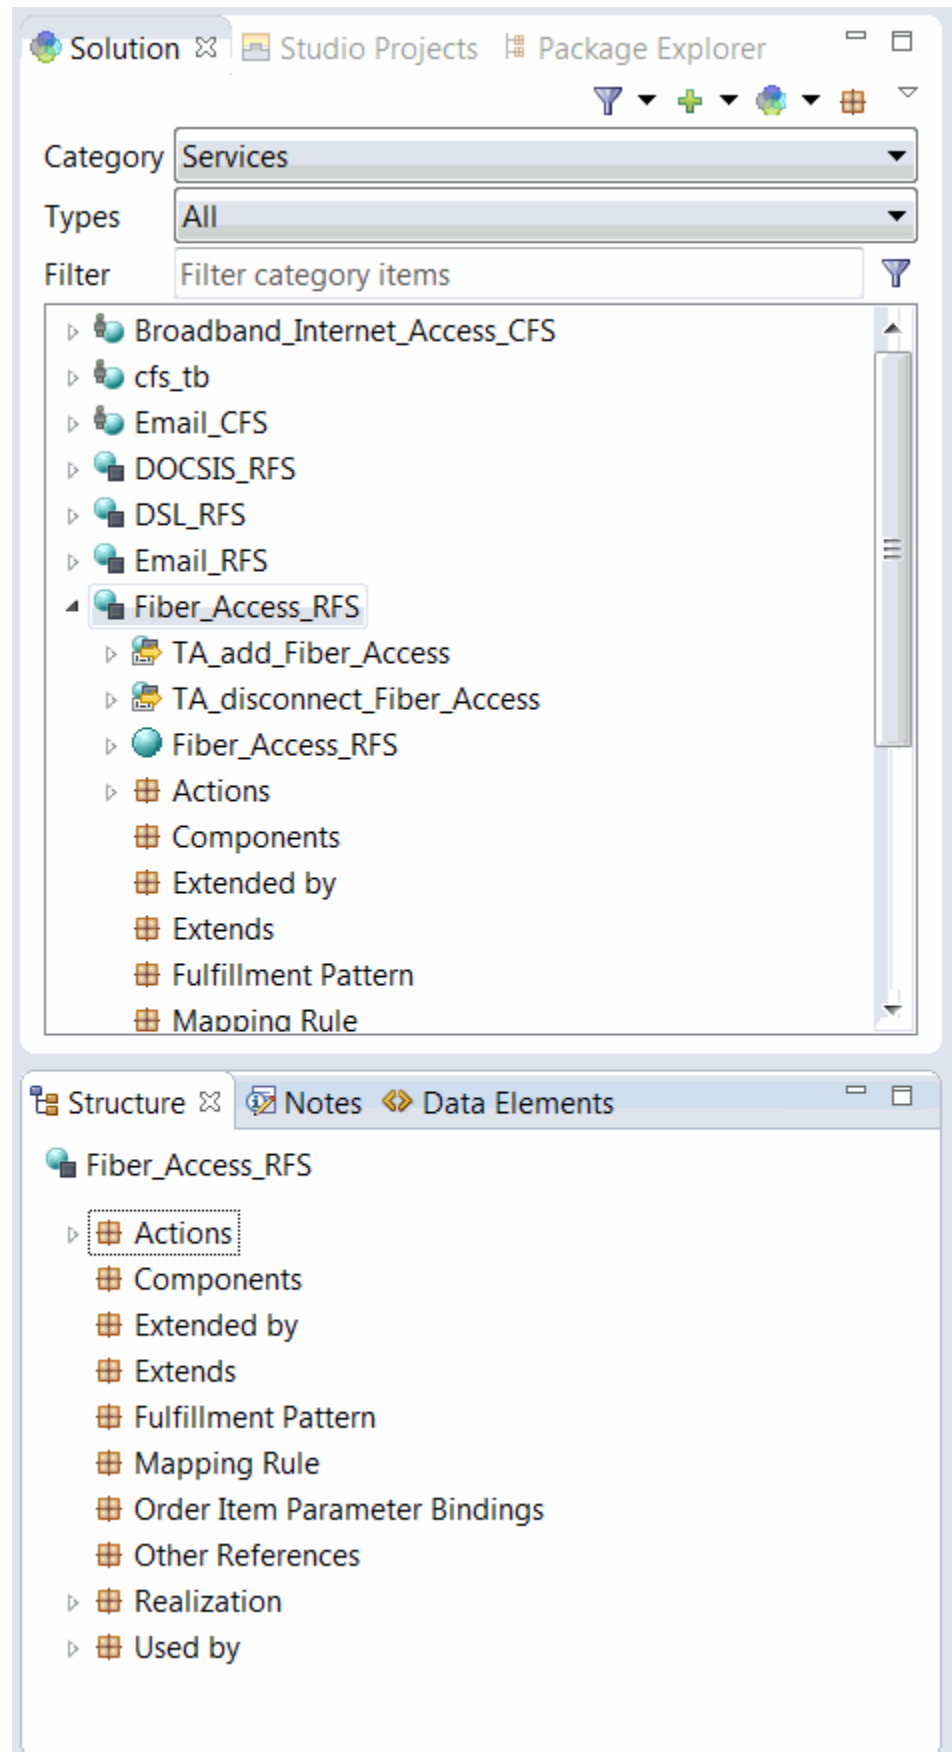 Solution Studio Projects Package Explorer
Category Services
Types All
Filter Filter category items
Broadband_Internet_Access_CFS
cfs_tb
Email_CFS
DOCSIS_RFS
DSL_RFS
Email_RFS
Fiber_Access_RFS
TA_add_Fiber_Access
TA_disconnect_Fiber_Access
Fiber_Access_RFS
Actions
Components
Extended by
Extends
Fulfillment Pattern
Mapping Rule
Structure Notes Data Elements
Fiber_Access_RFS
Actions
Components
Extended by
Extends
Fulfillment Pattern
Mapping Rule
Order Item Parameter Bindings
Other References
Realization
Used by